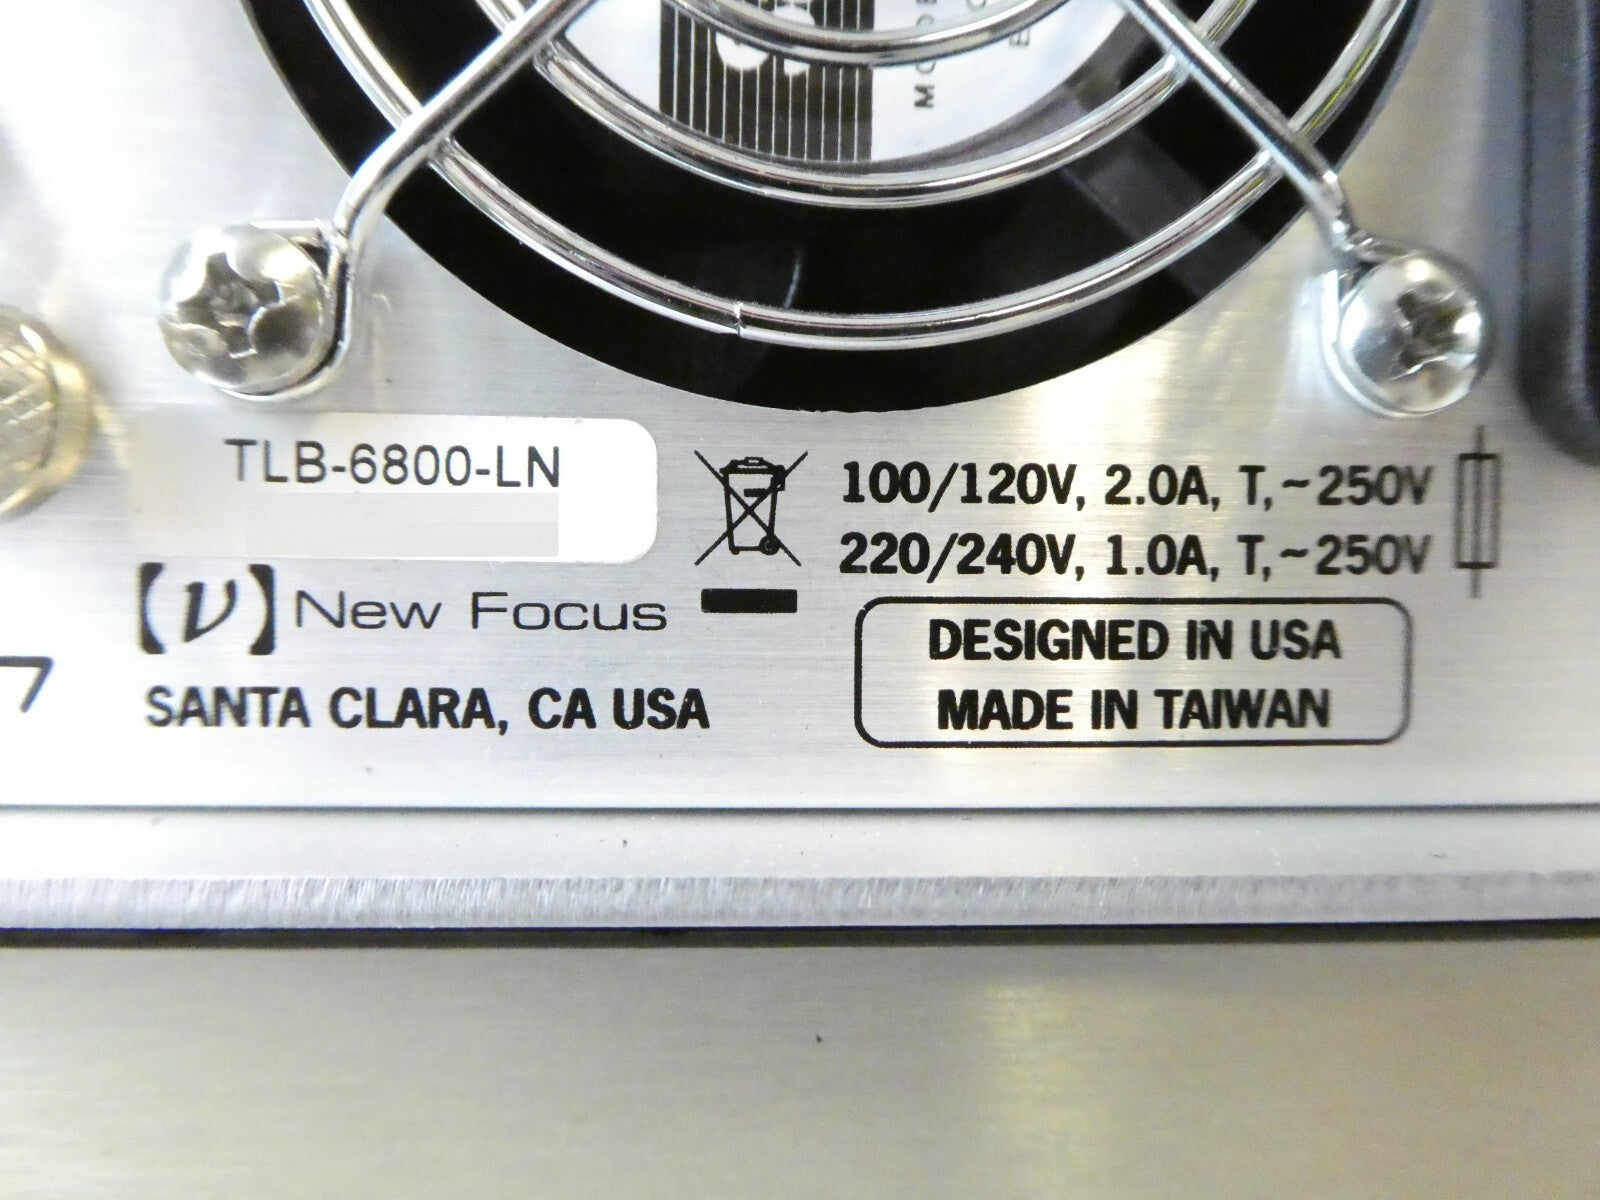 TLB-6800-LN
100/120V, 2.0A, T,~250V
220/240V, 1.0A, T,~250V
【ν】New Focus
SANTA CLARA, CA USA
DESIGNED IN USA
MADE IN TAIWAN